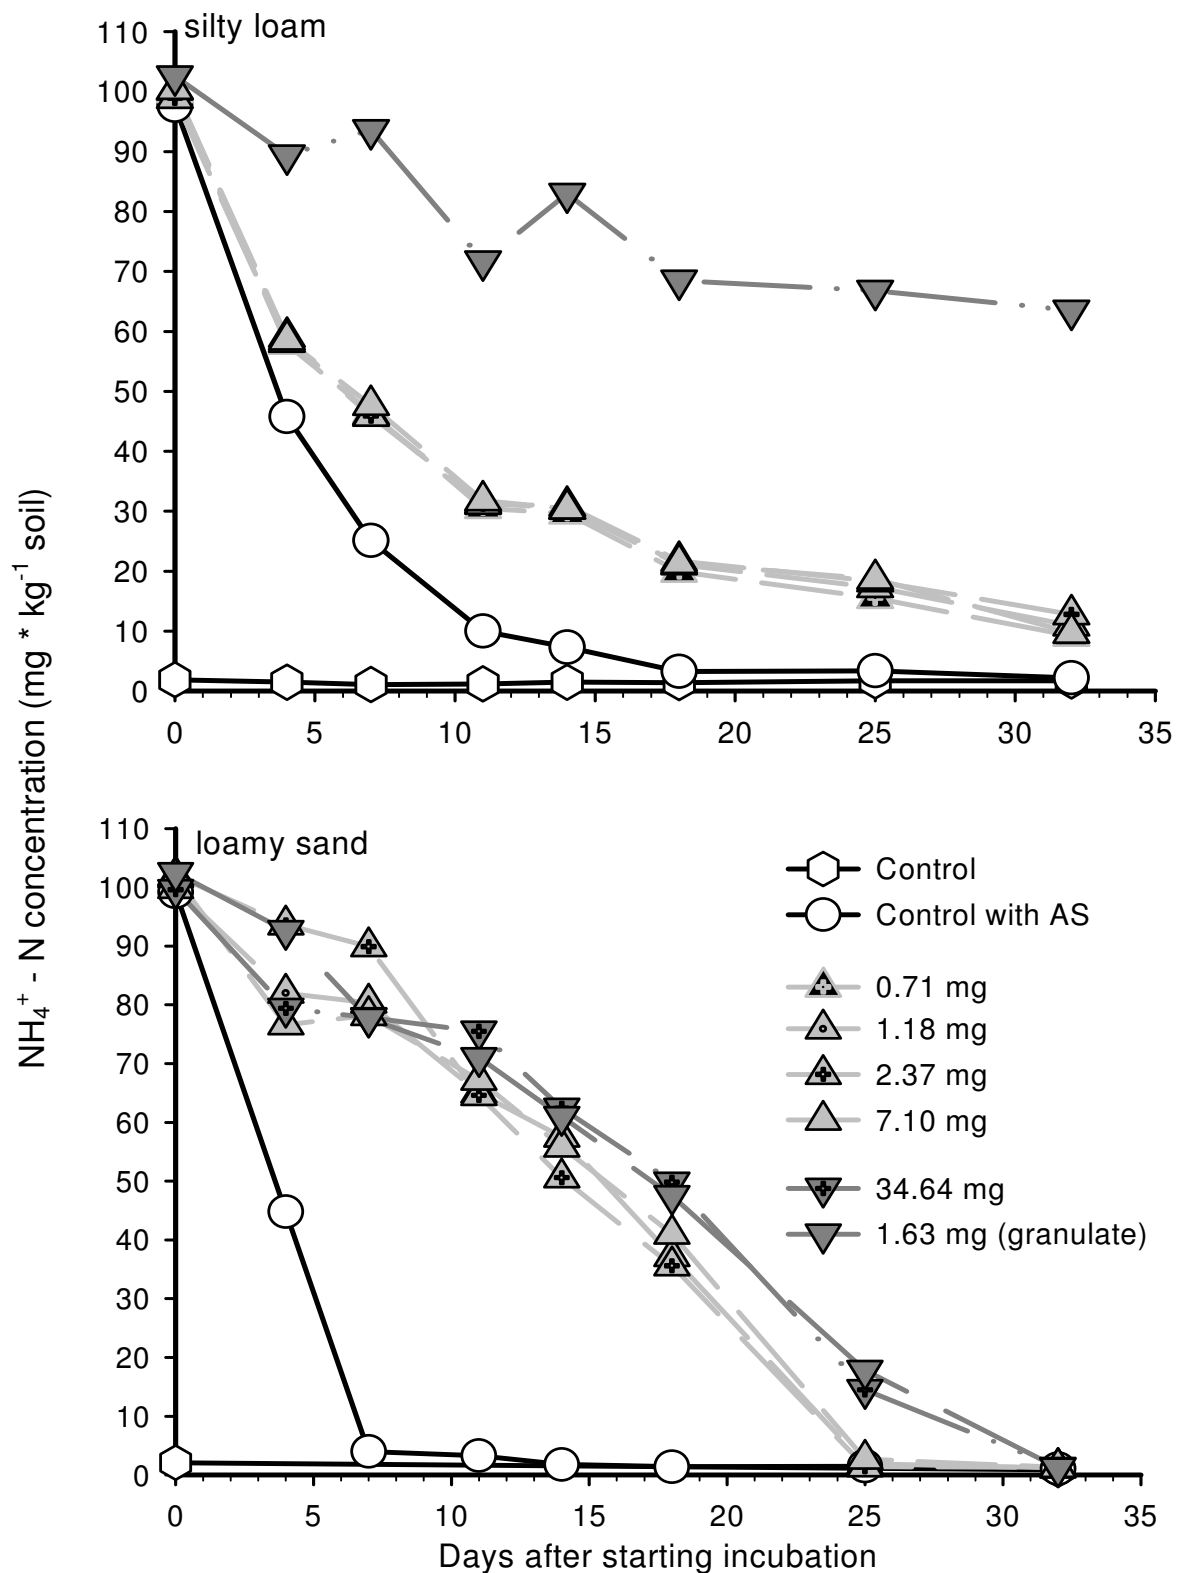 silty loam
110
100
90
80
70
60
50
40
30
20
10
0
0 5 10 15 20 25 30 35
NH₄⁺ - N concentration (mg * kg⁻¹ soil)
loamy sand
110
100
90
80
70
60
50
40
30
20
10
0
0 5 10 15 20 25 30 35
Days after starting incubation
Control
Control with AS
0.71 mg
1.18 mg
2.37 mg
7.10 mg
34.64 mg
1.63 mg (granulate)